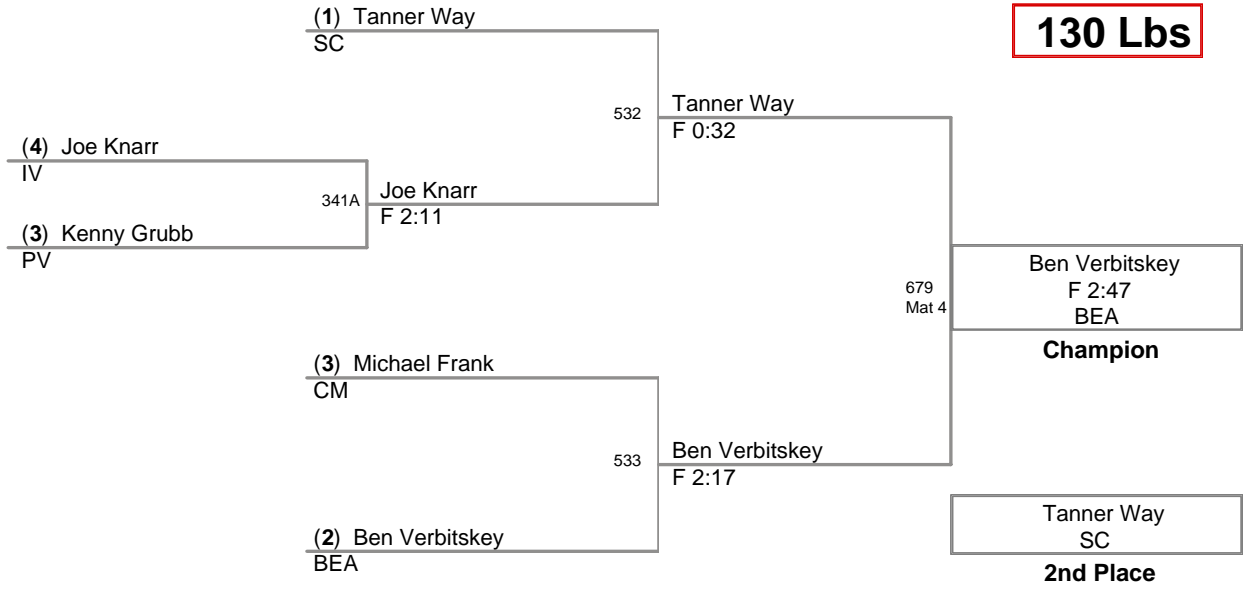 (1) Tanner Way
SC
130 Lbs
532
Tanner Way
F 0:32
(4) Joe Knarr
IV
341A
Joe Knarr
F 2:11
(3) Kenny Grubb
PV
679
Mat 4
Ben Verbitskey
F 2:47
BEA
Champion
(3) Michael Frank
CM
533
Ben Verbitskey
F 2:17
(2) Ben Verbitskey
BEA
Tanner Way
SC
2nd Place